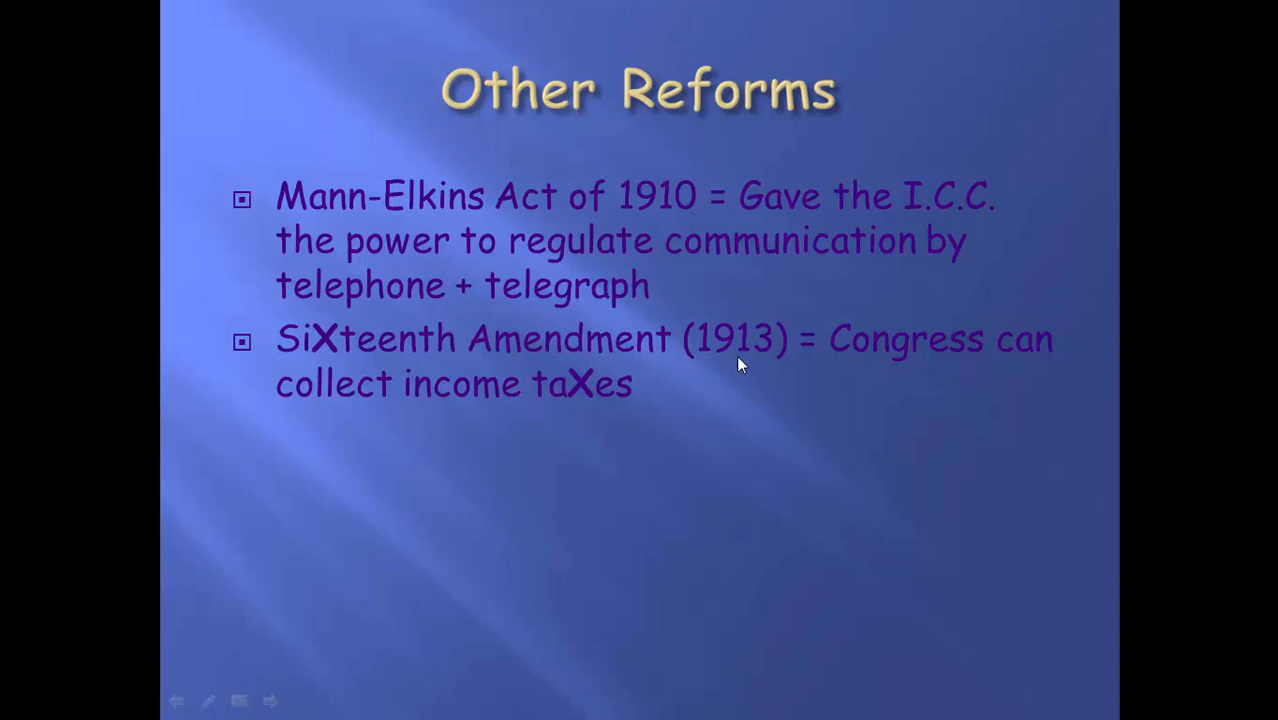 Other Reforms
Mann-Elkins Act of 1910 = Gave the I.C.C.
the power to regulate communication by
telephone + telegraph
SiXteenth Amendment (1913) = Congress can
collect income taXes